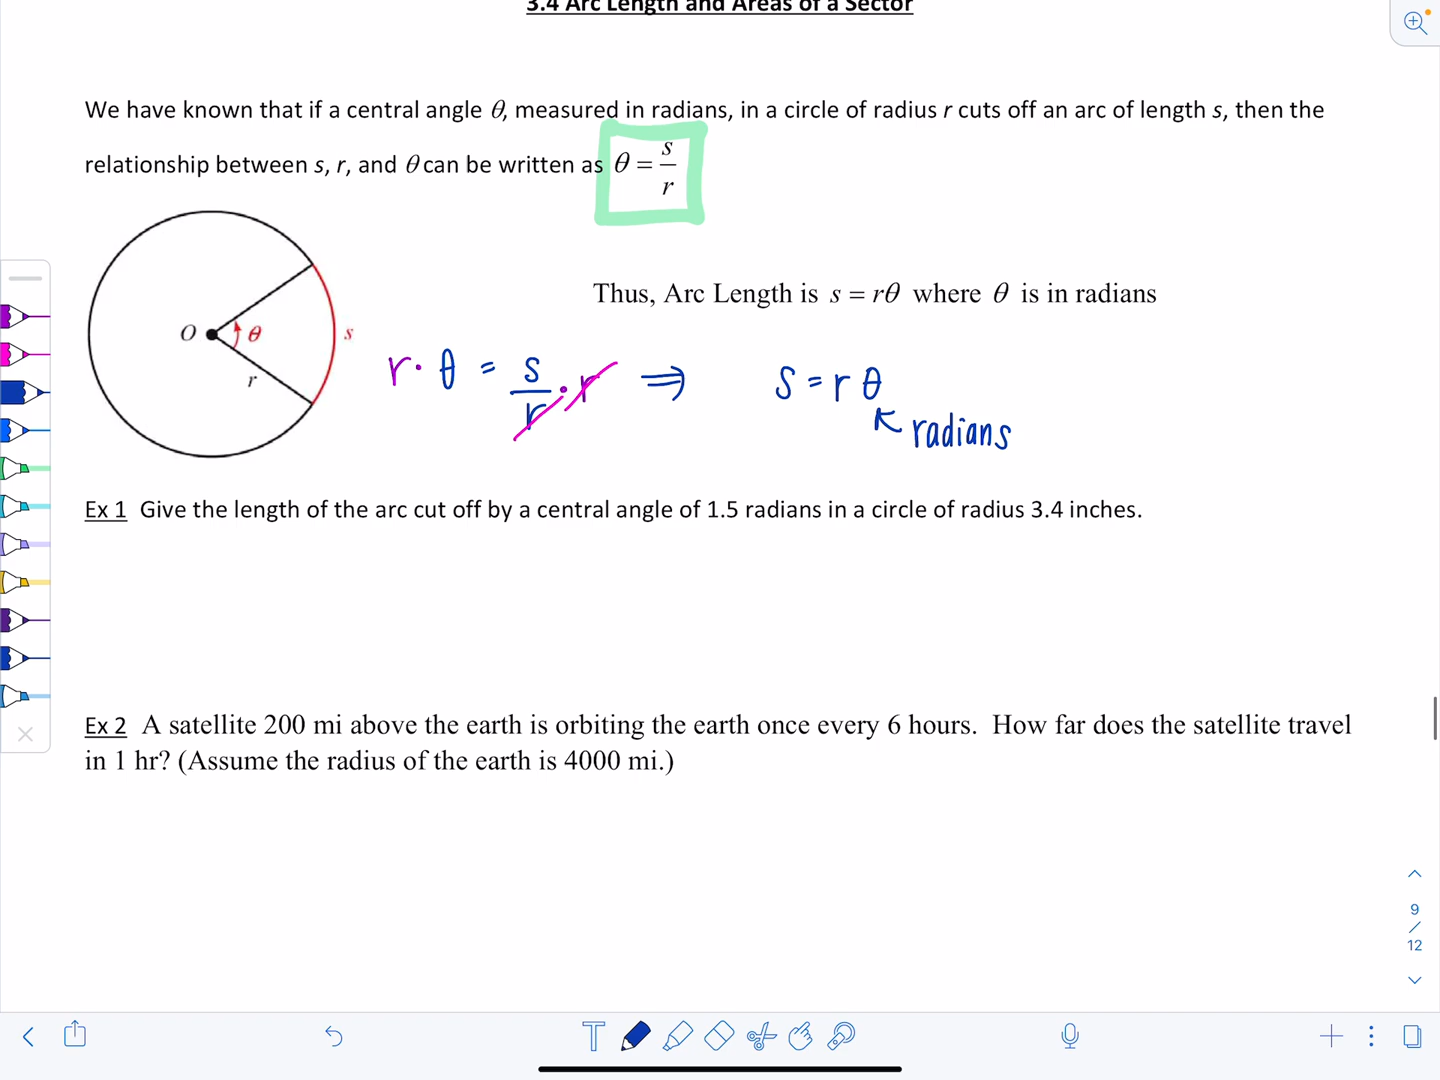 3.4 Arc Length and Areas of a Sector
We have known that if a central angle θ, measured in radians, in a circle of radius r cuts off an arc of length s, then the
relationship between s, r, and θ can be written as θ = s/r
Thus, Arc Length is s = rθ where θ is in radians
O θ s
r
r · θ = s/r · r ⇒ s = r θ
radians
Ex 1 Give the length of the arc cut off by a central angle of 1.5 radians in a circle of radius 3.4 inches.
Ex 2 A satellite 200 mi above the earth is orbiting the earth once every 6 hours. How far does the satellite travel
in 1 hr? (Assume the radius of the earth is 4000 mi.)
9
/
12
T